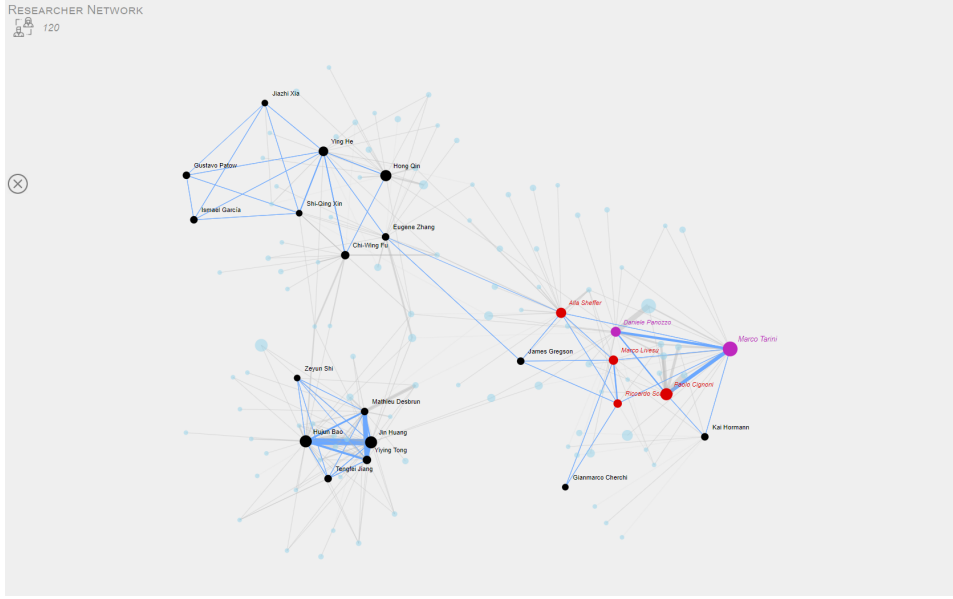 RESEARCHER NETWORK
120
Jiazhi Xia
Ying He
Hong Qin
Gustavo Patow
Ismael García
Shi-Qing Xin
Eugene Zhang
Chi-Wing Fu
Alla Sheffer
Daniele Panozzo
Marco Tarini
James Gregson
Marco Livesu
Zeyun Shi
Paolo Cignoni
Riccardo
Mathieu Desbrun
Kai Hormann
Hujun Bao
Jin Huang
Yiying Tong
Tengfei Jiang
Gianmarco Cherchi